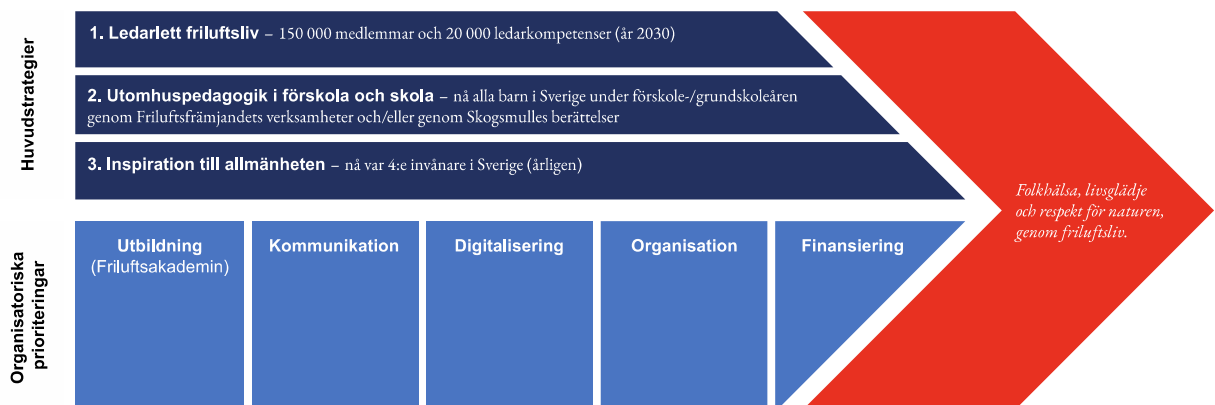 Huvudstrategier
1. Ledarlett friluftsliv – 150 000 medlemmar och 20 000 ledarkompetenser (år 2030)
2. Utomhuspedagogik i förskola och skola – nå alla barn i Sverige under förskole-/grundskoleåren
genom Friluftsfrämjandets verksamheter och/eller genom Skogsmulles berättelser
3. Inspiration till allmänheten – nå var 4:e invånare i Sverige (årligen)
Folkhälsa, livsglädje
och respekt för naturen,
genom friluftsliv.
Organisatoriska
prioriteringar
Utbildning
(Friluftsakademin)
Kommunikation
Digitalisering
Organisation
Finansiering